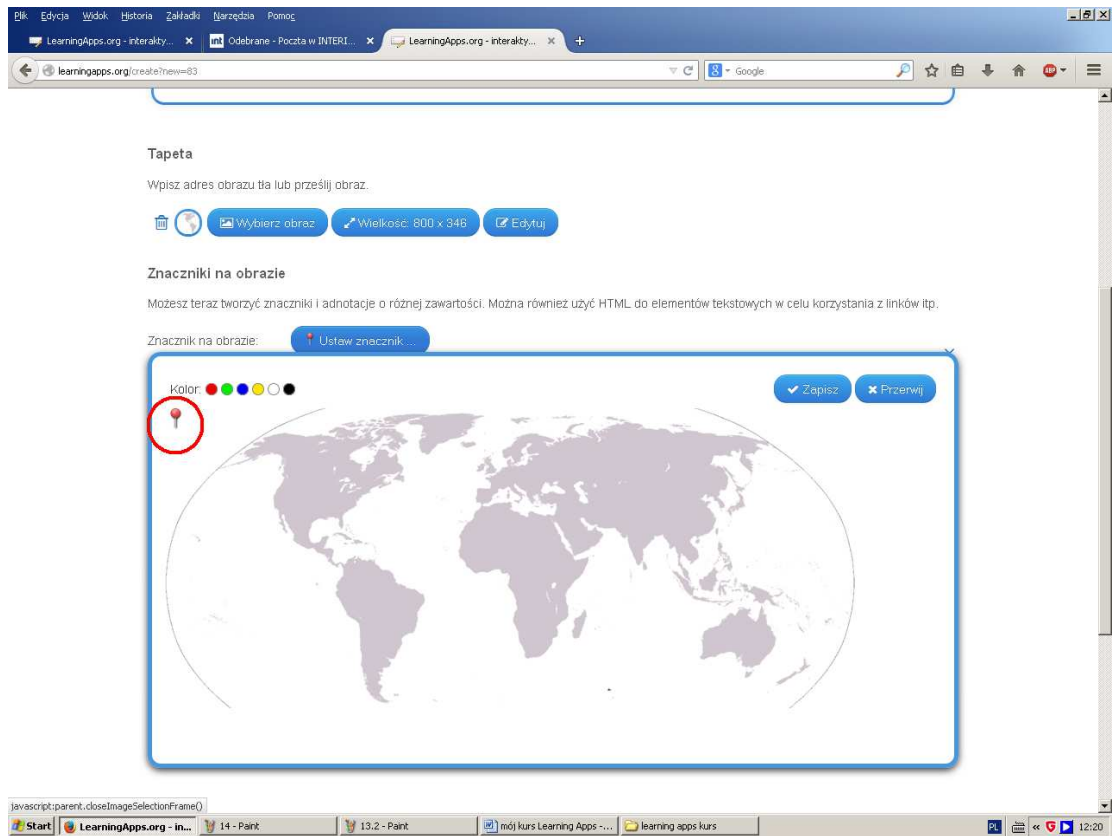 Plik Edycja Widok Historia Zakładki Narzędzia Pomoc
LearningApps.org - interakty... Odebrane - Poczta w INTERI... LearningApps.org - interakty...
learningapps.org/create?new=83 Google
Tapeta
Wpisz adres obrazu tła lub prześlij obraz.
Wybierz obraz Wielkość: 800 x 346 Edytuj
Znaczniki na obrazie
Możesz teraz tworzyć znaczniki i adnotacje o różnej zawartości. Można również użyć HTML do elementów tekstowych w celu korzystania z linków itp.
Znacznik na obrazie: Ustaw znacznik ...
Kolor: Zapisz Przerwij
javascript:parent.closeImageSelectionFrame()
Start LearningApps.org - in... 14 - Paint 13.2 - Paint mój kurs Learning Apps -... learning apps kurs PL 12:20